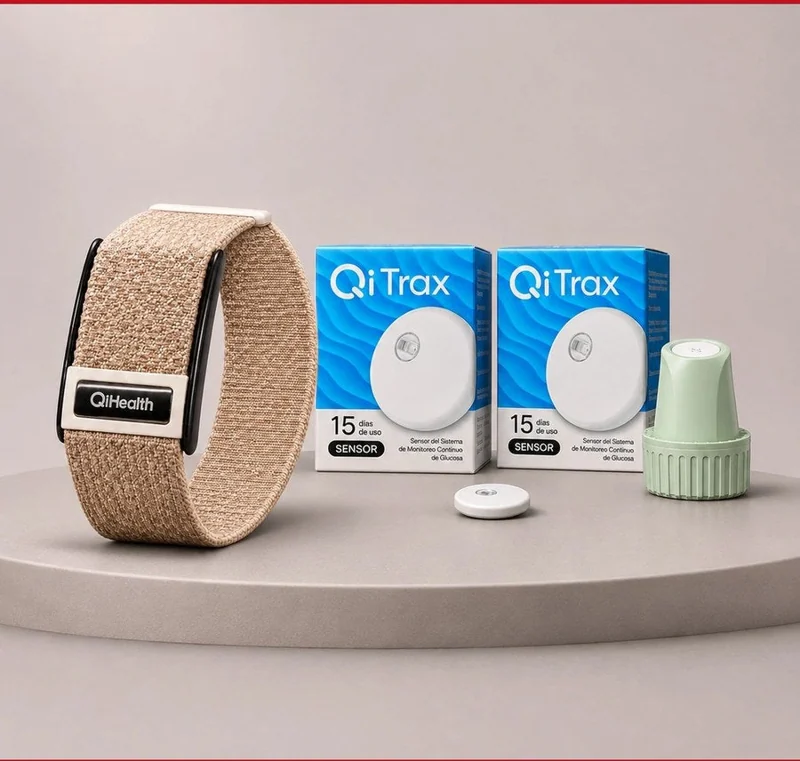 QiHealth
Qi Trax
15 días
de uso
SENSOR
Sensor del Sistema
de Monitoreo Continuo
de Glucosa
Qi Trax
15 días
de uso
SENSOR
Sensor del Sistema
de Monitoreo Continuo
de Glucosa